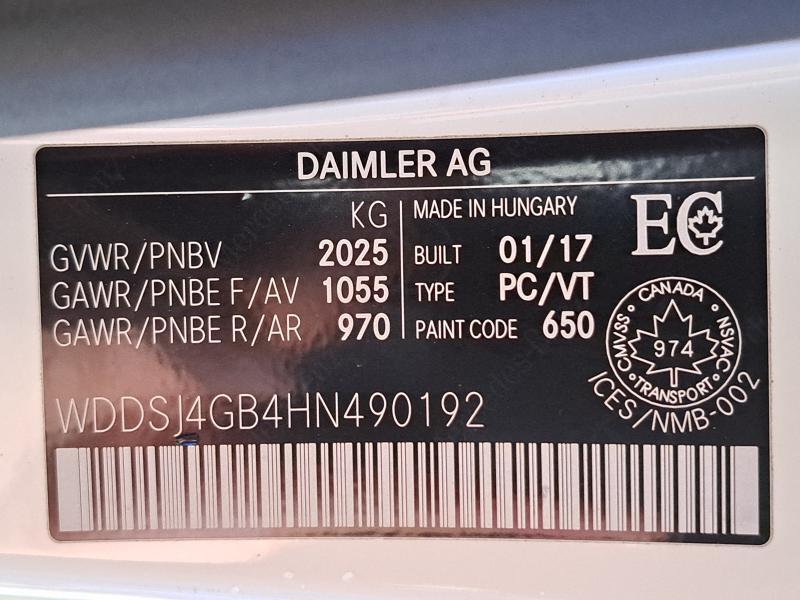 DAIMLER AG
KG
GVWR/PNBV 2025
GAWR/PNBE F/AV 1055
GAWR/PNBE R/AR 970
MADE IN HUNGARY
BUILT 01/17
TYPE PC/VT
PAINT CODE 650
EC
CANADA
CMVSS 974 NSVAC
TRANSPORT
ICES/NMB-002
WDDSJ4GB4HN490192